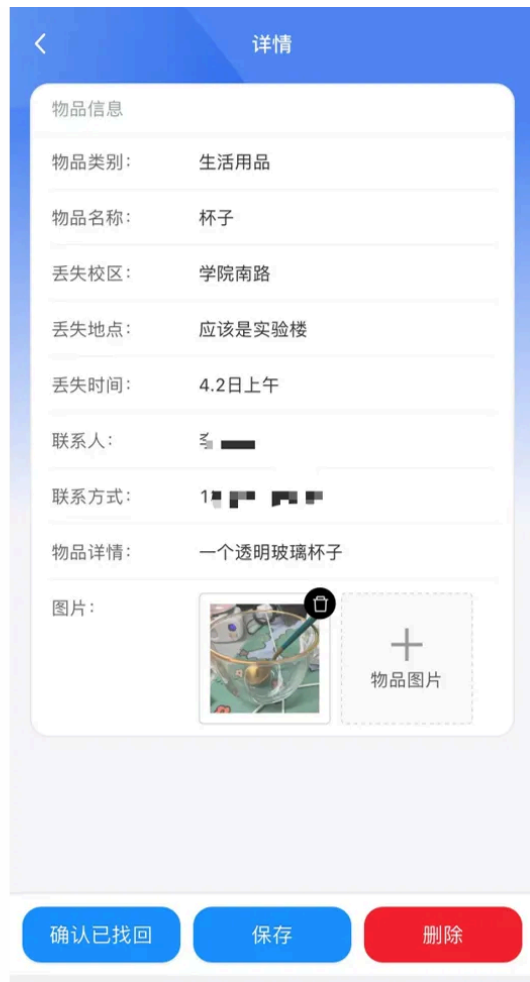 详情
物品信息
物品类别： 生活用品
物品名称： 杯子
丢失校区： 学院南路
丢失地点： 应该是实验楼
丢失时间： 4.2日上午
联系人：
联系方式： 1
物品详情： 一个透明玻璃杯子
图片：
物品图片
确认已找回 保存 删除